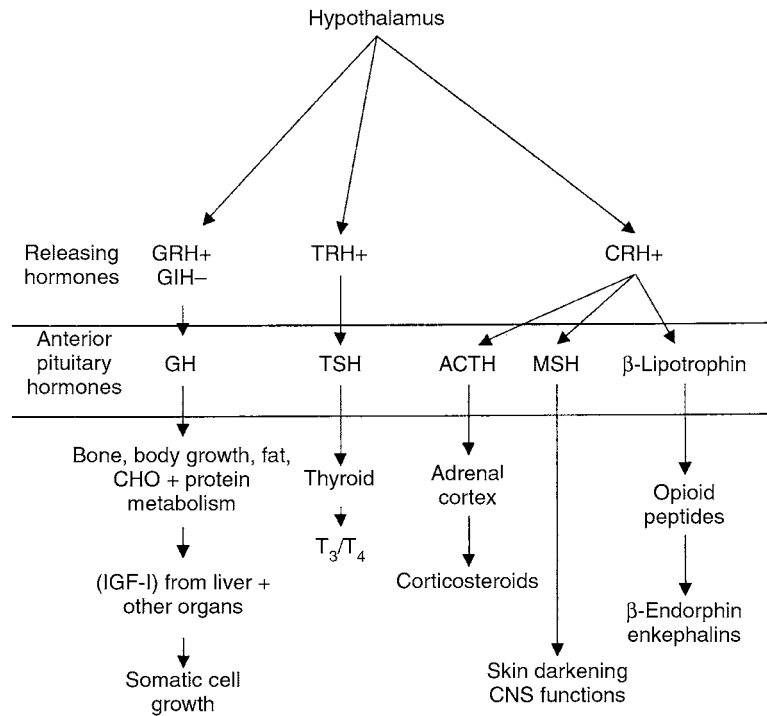 Hypothalamus
Releasing
hormones
GRH+
GIH–
TRH+
CRH+
Anterior
pituitary
hormones
GH
TSH
ACTH
MSH
β-Lipotrophin
Bone, body growth, fat,
CHO + protein
metabolism
(IGF-I) from liver +
other organs
Somatic cell
growth
Thyroid
T3/T4
Adrenal
cortex
Corticosteroids
Skin darkening
CNS functions
Opioid
peptides
β-Endorphin
enkephalins